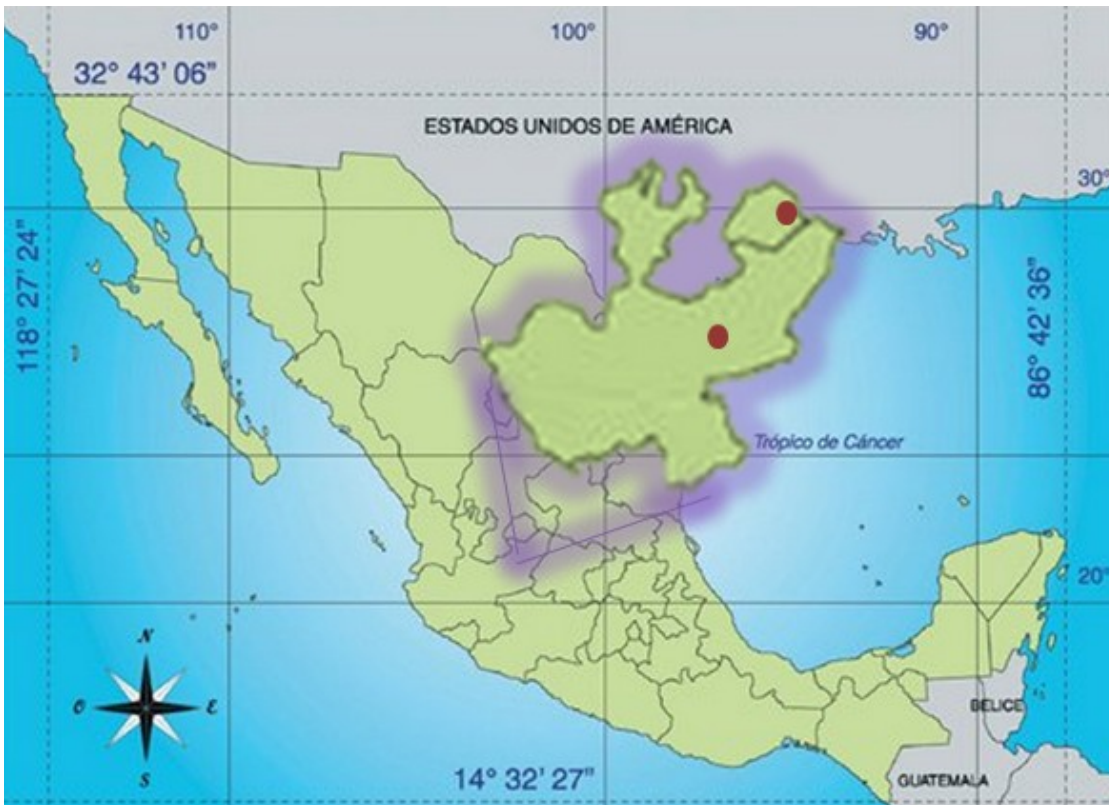 110°
100°
90°
32° 43' 06"
ESTADOS UNIDOS DE AMÉRICA
30°
118° 27' 24"
86° 42' 36"
Trópico de Cáncer
20°
N
O
E
S
BELICE
14° 32' 27"
GUATEMALA